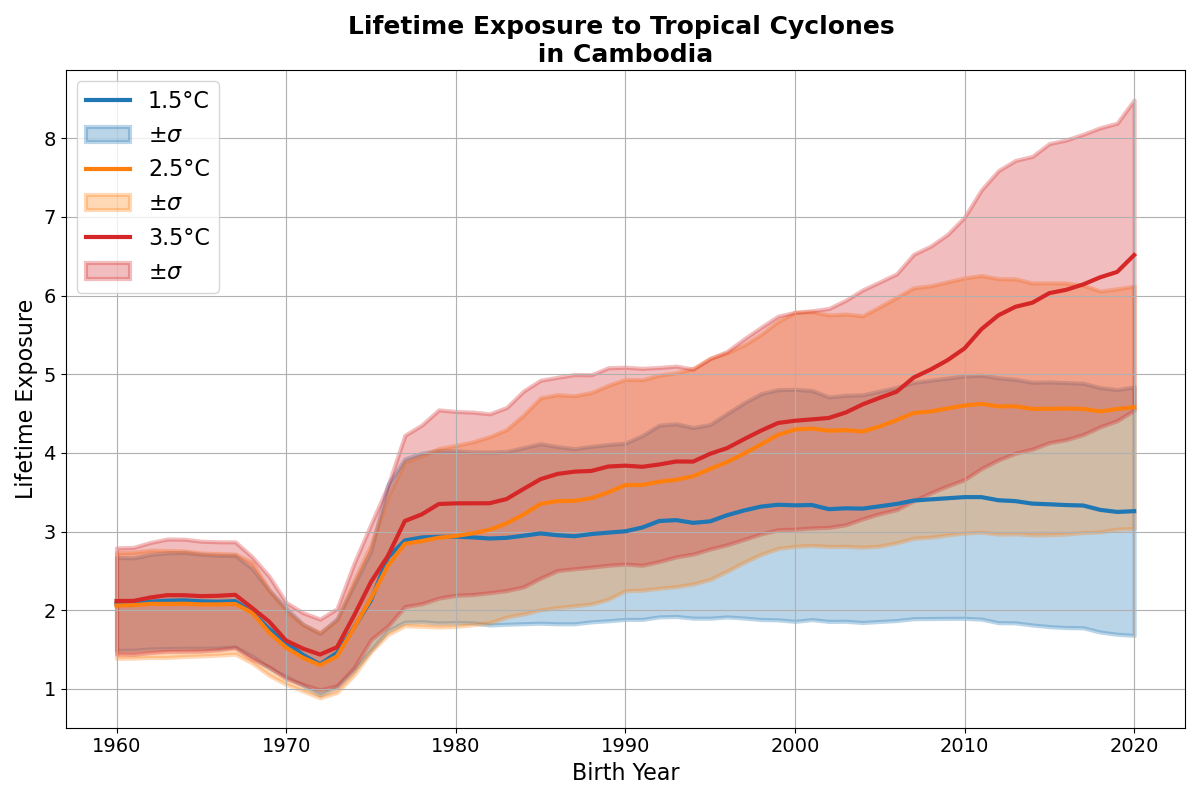 Lifetime Exposure to Tropical Cyclones
in Cambodia
1.5°C
±σ
2.5°C
±σ
3.5°C
±σ
Lifetime Exposure
8
7
6
5
4
3
2
1
1960 1970 1980 1990 2000 2010 2020
Birth Year